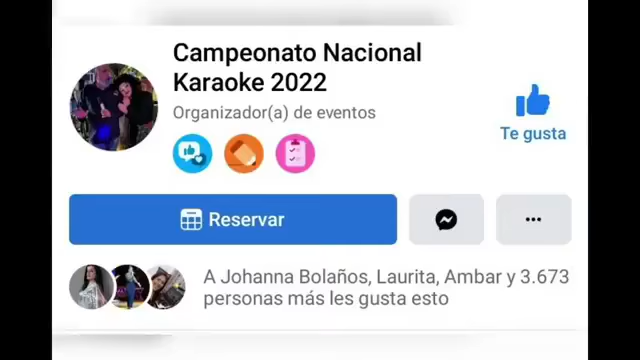 Campeonato Nacional
Karaoke 2022
Organizador(a) de eventos
Te gusta
Reservar
A Johanna Bolaños, Laurita, Ambar y 3.673
personas más les gusta esto